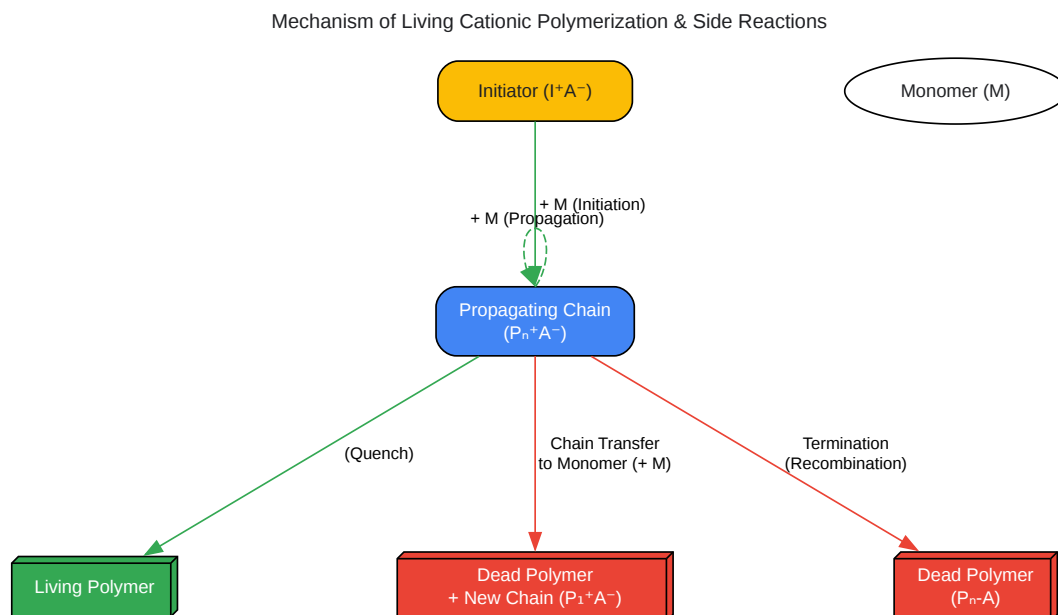 Mechanism of Living Cationic Polymerization & Side Reactions
Initiator (I⁺A⁻)
Monomer (M)
+ M (Initiation)
+ M (Propagation)
Propagating Chain
(Pₙ⁺A⁻)
(Quench)
Chain Transfer
to Monomer (+ M)
Termination
(Recombination)
Living Polymer
Dead Polymer
+ New Chain (P₁⁺A⁻)
Dead Polymer
(Pₙ-A)